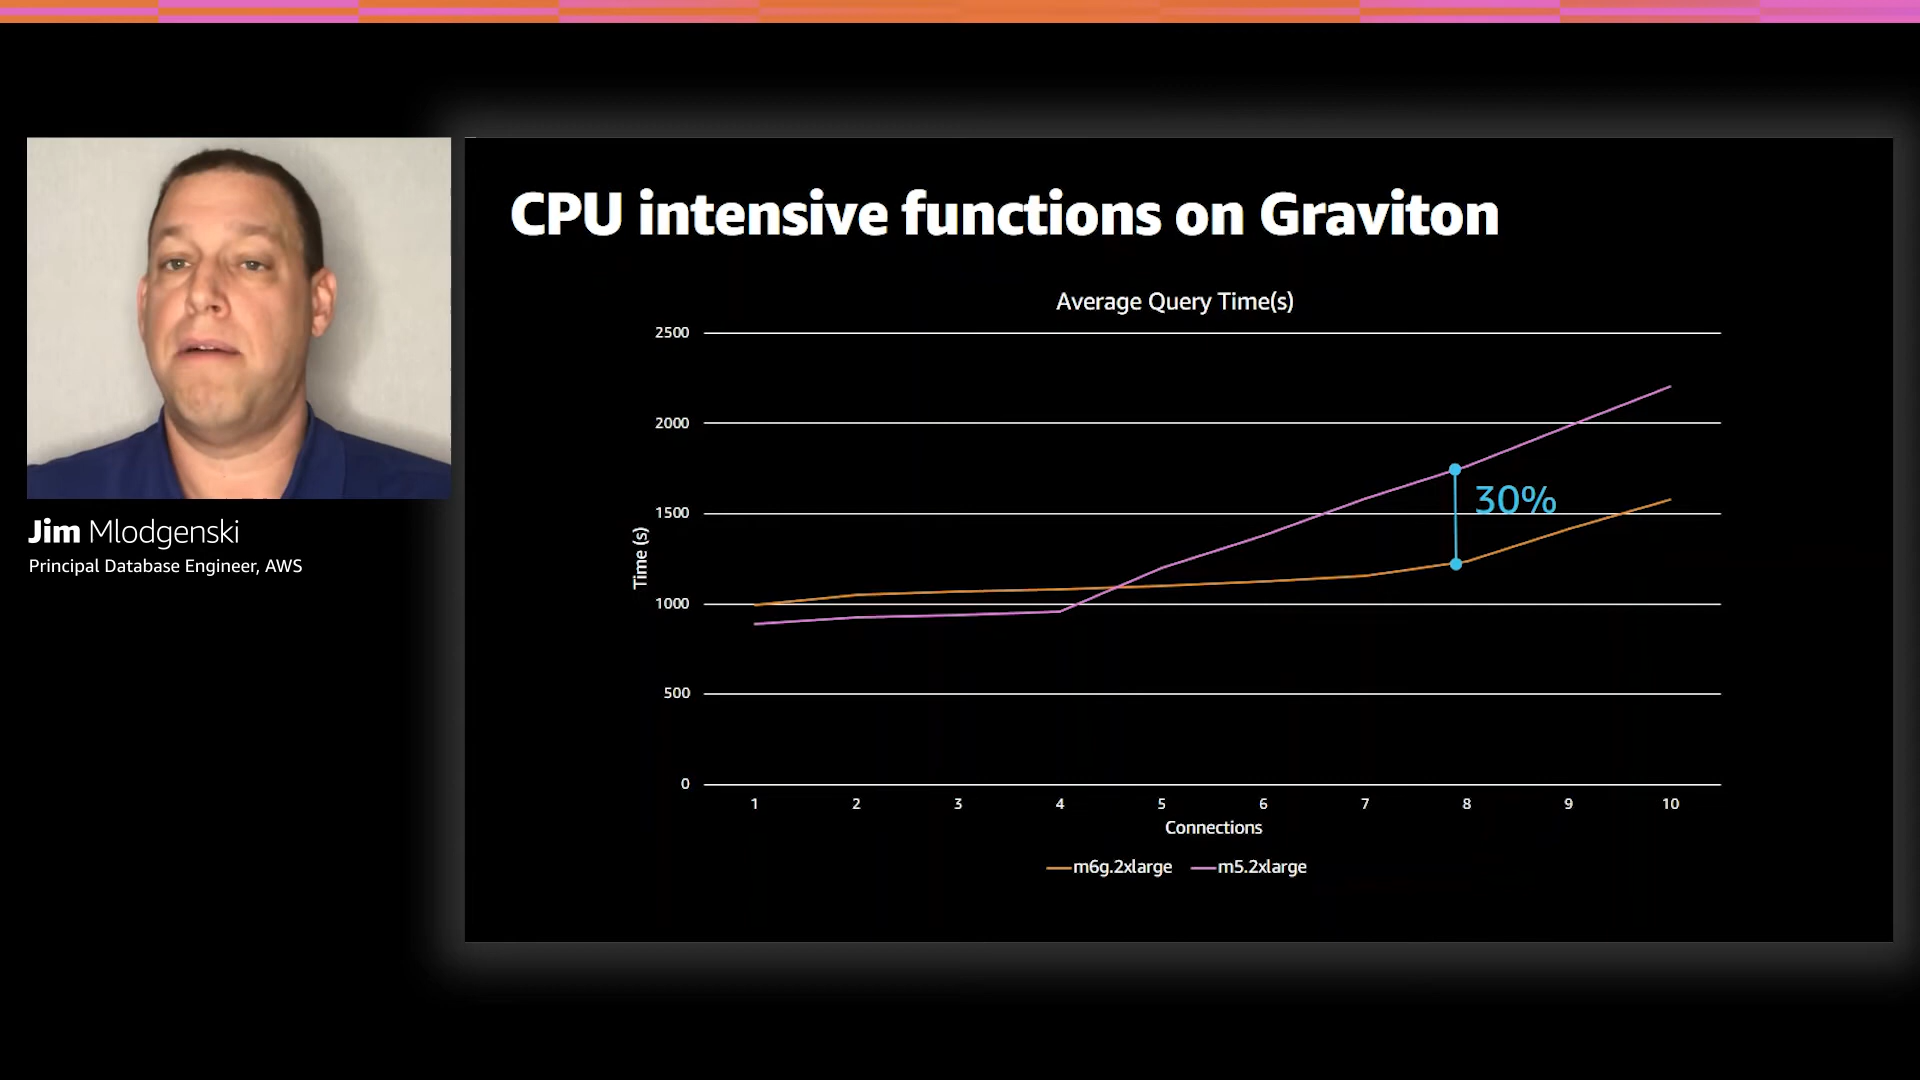 Jim Mlodgenski
Principal Database Engineer, AWS
CPU intensive functions on Graviton
Average Query Time(s)
2500
2000
1500
1000
500
0
Time (s)
30%
1 2 3 4 5 6 7 8 9 10
Connections
m6g.2xlarge m5.2xlarge